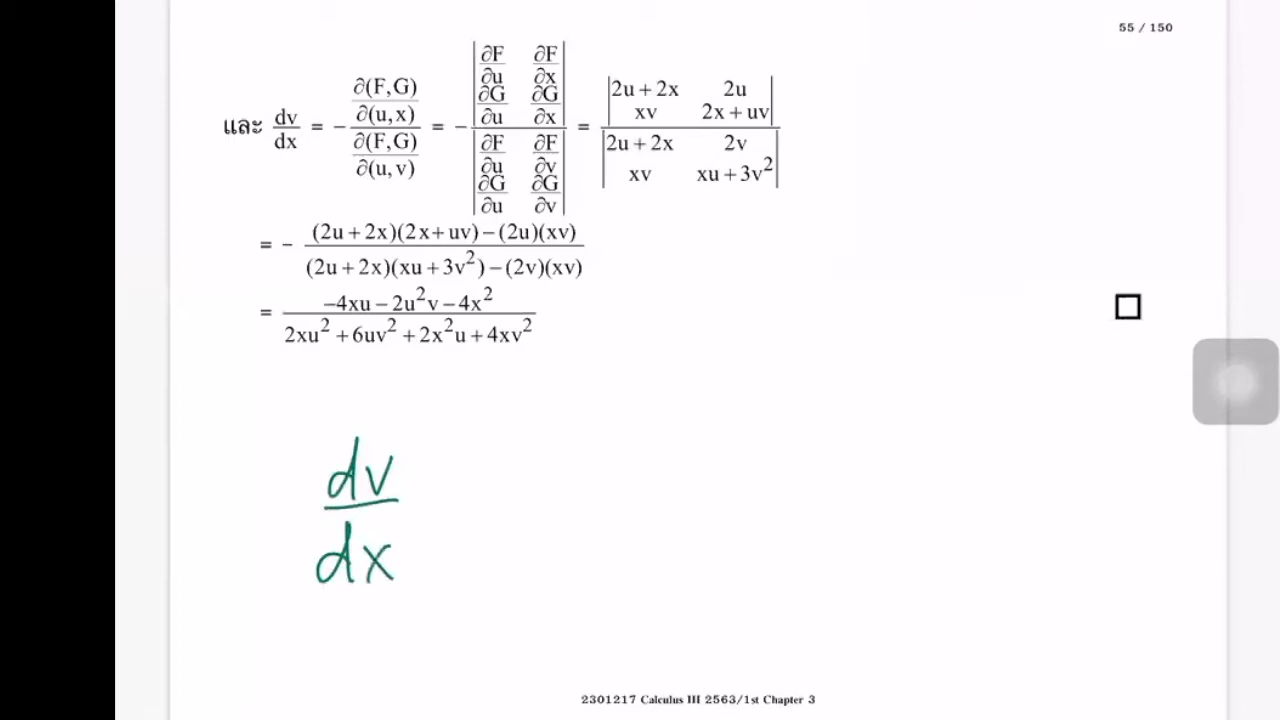 55 / 150
และ dv/dx = − ∂(F,G)/∂(u,x) / ∂(F,G)/∂(u,v) = − |∂F/∂u ∂F/∂x; ∂G/∂u ∂G/∂x| / |∂F/∂u ∂F/∂v; ∂G/∂u ∂G/∂v| = |2u + 2x 2u; xv 2x + uv| / |2u + 2x 2v; xv xu + 3v²|
= − (2u + 2x)(2x + uv) − (2u)(xv) / (2u + 2x)(xu + 3v²) − (2v)(xv)
= −4xu − 2u²v − 4x² / 2xu² + 6uv² + 2x²u + 4xv²
dv
dx
2301217 Calculus III 2563/1st Chapter 3